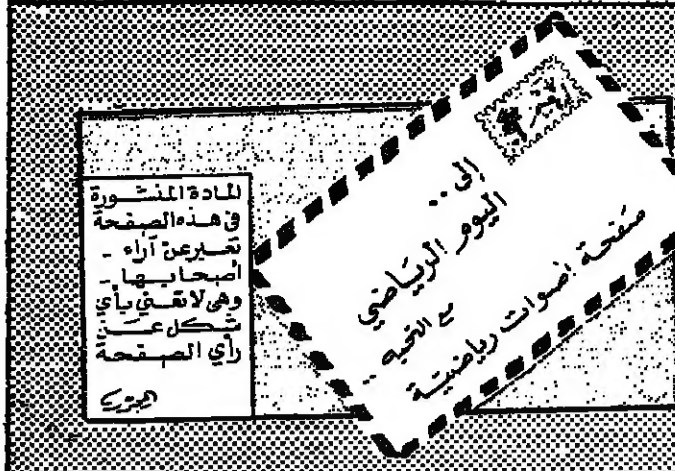 المادة المنشورة
في هذه الصفحة
تعبر عن آراء -
أصحابها -
وهي لا تعني بأي
شكل عن
رأي الصفحة
المحرر
إلى ..
اليوم الرياضي
صفحة أصوات رياضية
مع التحية ..